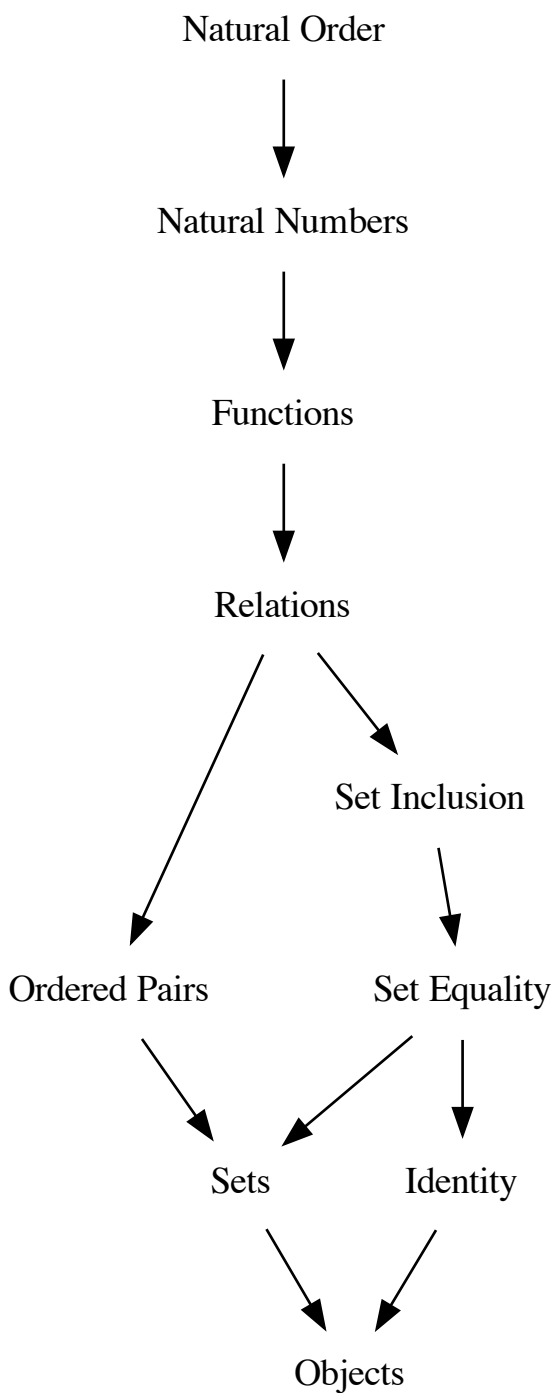 Natural Order
Natural Numbers
Functions
Relations
Set Inclusion
Ordered Pairs
Set Equality
Sets
Identity
Objects